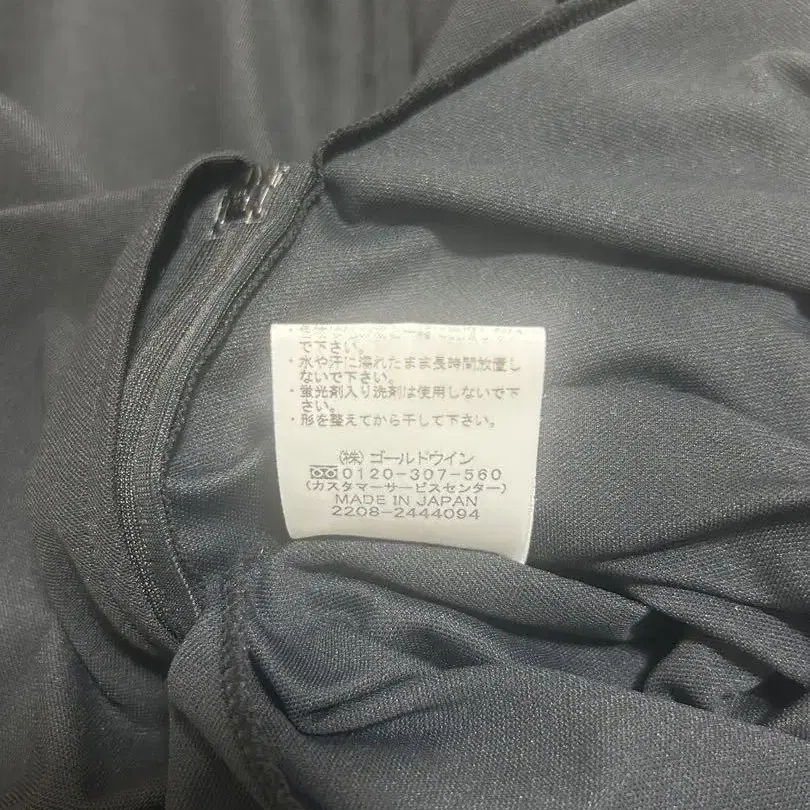 で下さい。
・水や汗に濡れたまま長時間放置し
ないで下さい。
・蛍光剤入り洗剤は使用しないで下
さい。
・形を整えてから干して下さい。
(株)ゴールドウイン
0120-307-560
(カスタマーサービスセンター)
MADE IN JAPAN
2208-2444094